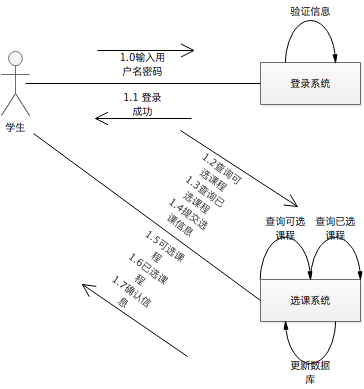 验证信息
1.0输入用
户名密码
登录系统
1.1 登录
成功
学生
1.2查询可
选课程
1.3查询已
选课程
1.4提交选
课信息
查询可选
课程
查询已选
课程
1.5可选课
程
1.6已选课
程
1.7确认信
息
选课系统
更新数据
库